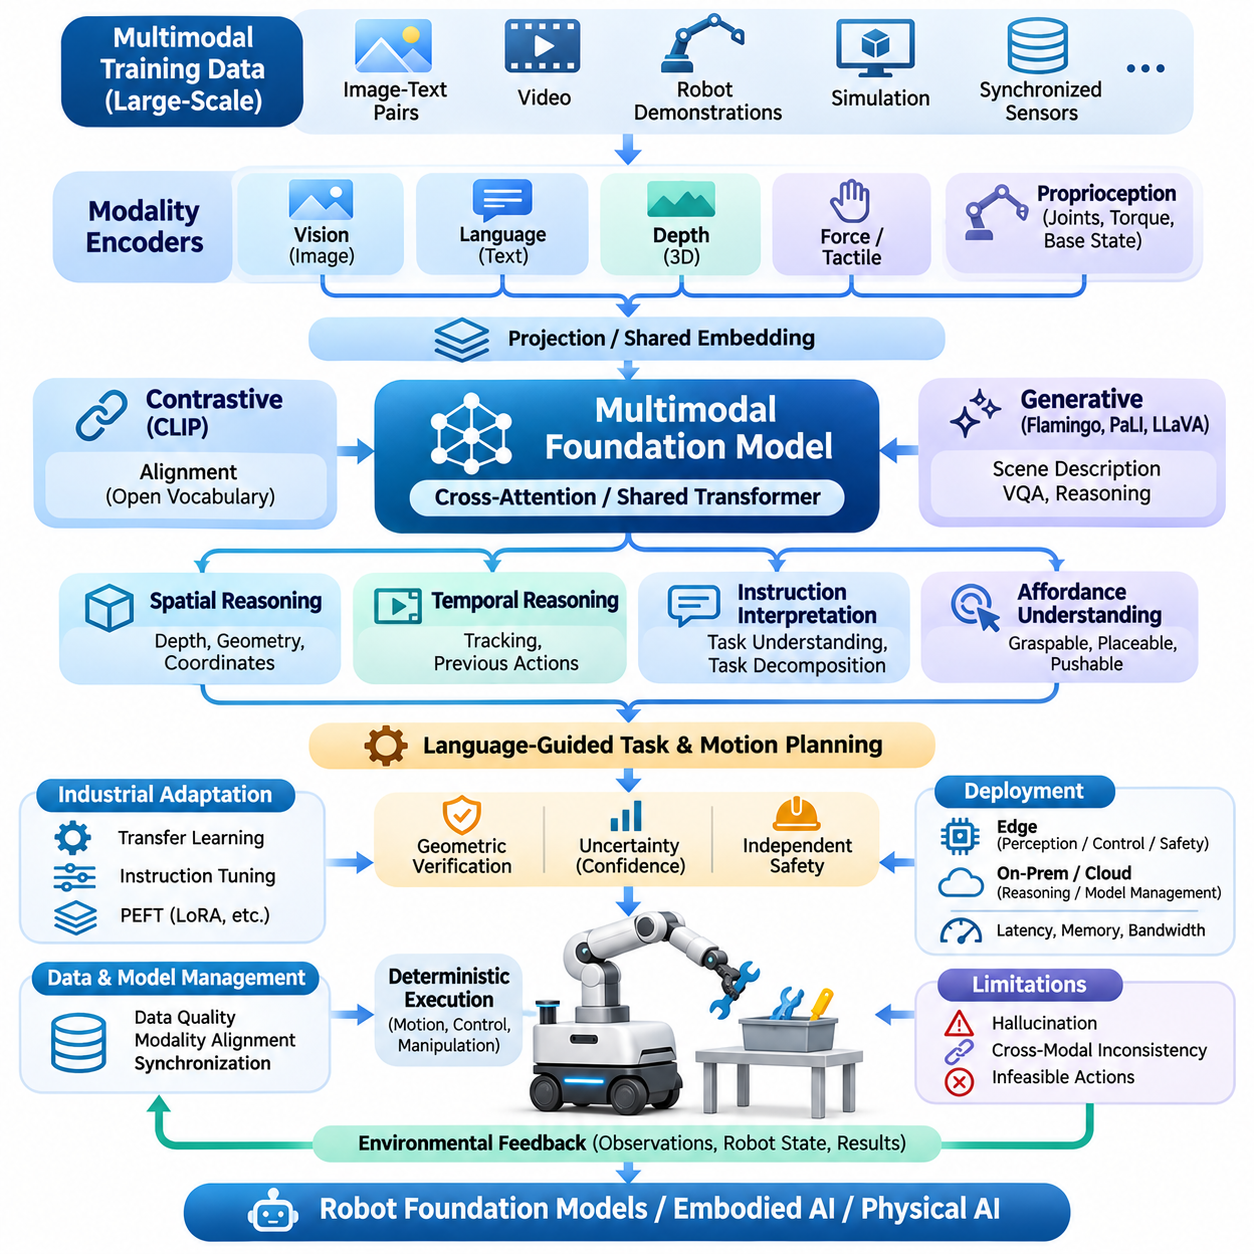 Multimodal
Training Data
(Large-Scale)
Image-Text
Pairs
Video
Robot
Demonstrations
Simulation
Synchronized
Sensors
...
Modality
Encoders
Vision
(Image)
Language
(Text)
Depth
(3D)
Force /
Tactile
Proprioception
(Joints, Torque,
Base State)
Projection / Shared Embedding
Contrastive
(CLIP)
Alignment
(Open Vocabulary)
Multimodal
Foundation Model
Cross-Attention / Shared Transformer
Generative
(Flamingo, PaLI, LLaVA)
Scene Description
VQA, Reasoning
Spatial Reasoning
Depth, Geometry,
Coordinates
Temporal Reasoning
Tracking,
Previous Actions
Instruction
Interpretation
Task Understanding,
Task Decomposition
Affordance
Understanding
Graspable, Placeable,
Pushable
Language-Guided Task & Motion Planning
Industrial Adaptation
Transfer Learning
Instruction Tuning
PEFT (LoRA, etc.)
Geometric
Verification
Uncertainty
(Confidence)
Independent
Safety
Deployment
Edge
(Perception / Control / Safety)
On-Prem / Cloud
(Reasoning / Model Management)
Latency, Memory, Bandwidth
Data & Model Management
Data Quality
Modality Alignment
Synchronization
Deterministic
Execution
(Motion, Control,
Manipulation)
Limitations
Hallucination
Cross-Modal Inconsistency
Infeasible Actions
Environmental Feedback (Observations, Robot State, Results)
Robot Foundation Models / Embodied AI / Physical AI